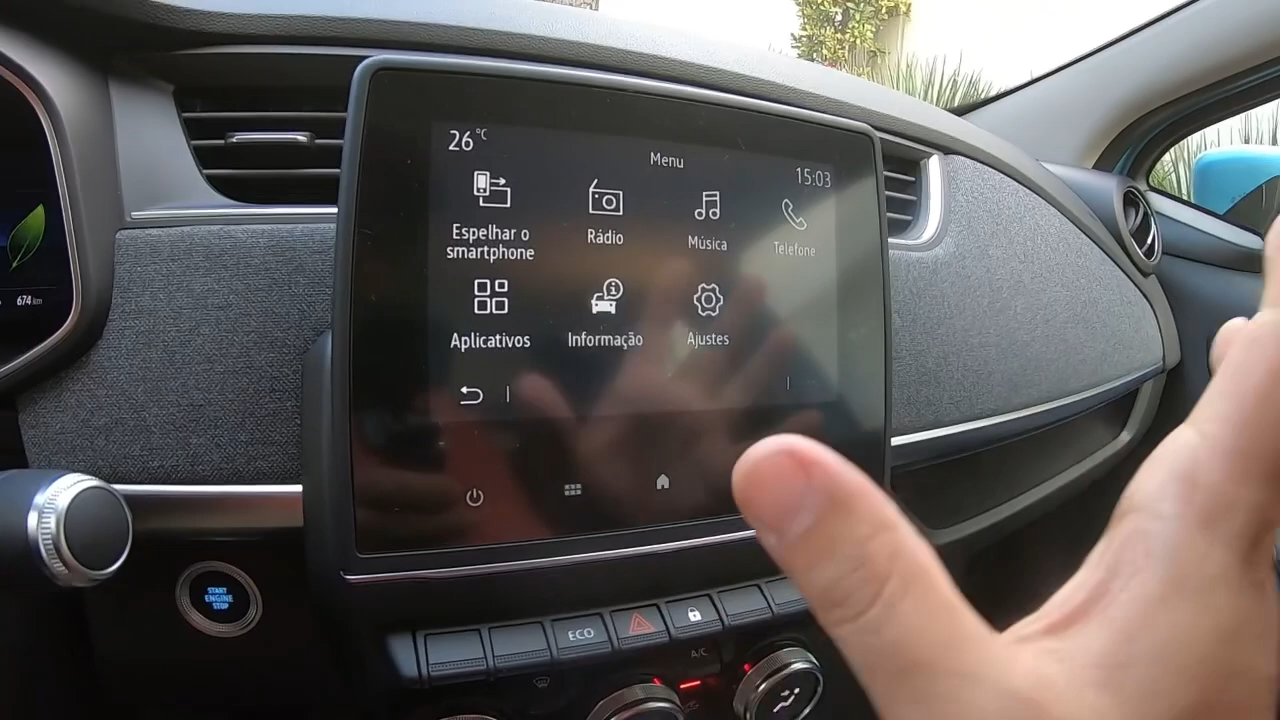 26°C
Menu
15:03
Espelhar o
smartphone
Rádio
Música
Telefone
Aplicativos
Informação
Ajustes
674 km
START
ENGINE
STOP
ECO
A/C